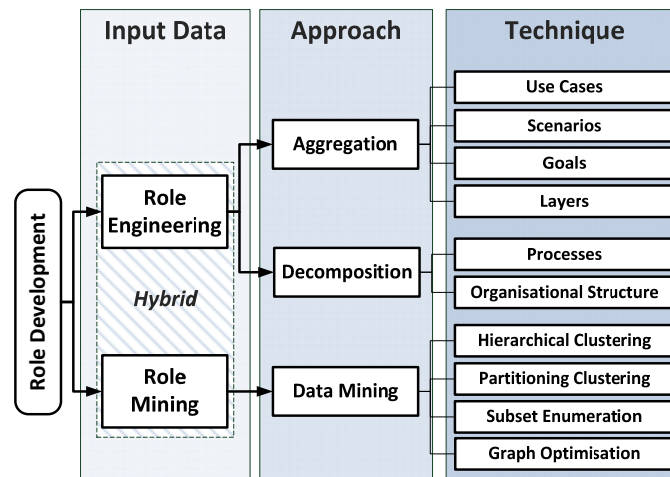 Input Data
Approach
Technique
Role Development
Role
Engineering
Hybrid
Role
Mining
Aggregation
Decomposition
Data Mining
Use Cases
Scenarios
Goals
Layers
Processes
Organisational Structure
Hierarchical Clustering
Partitioning Clustering
Subset Enumeration
Graph Optimisation